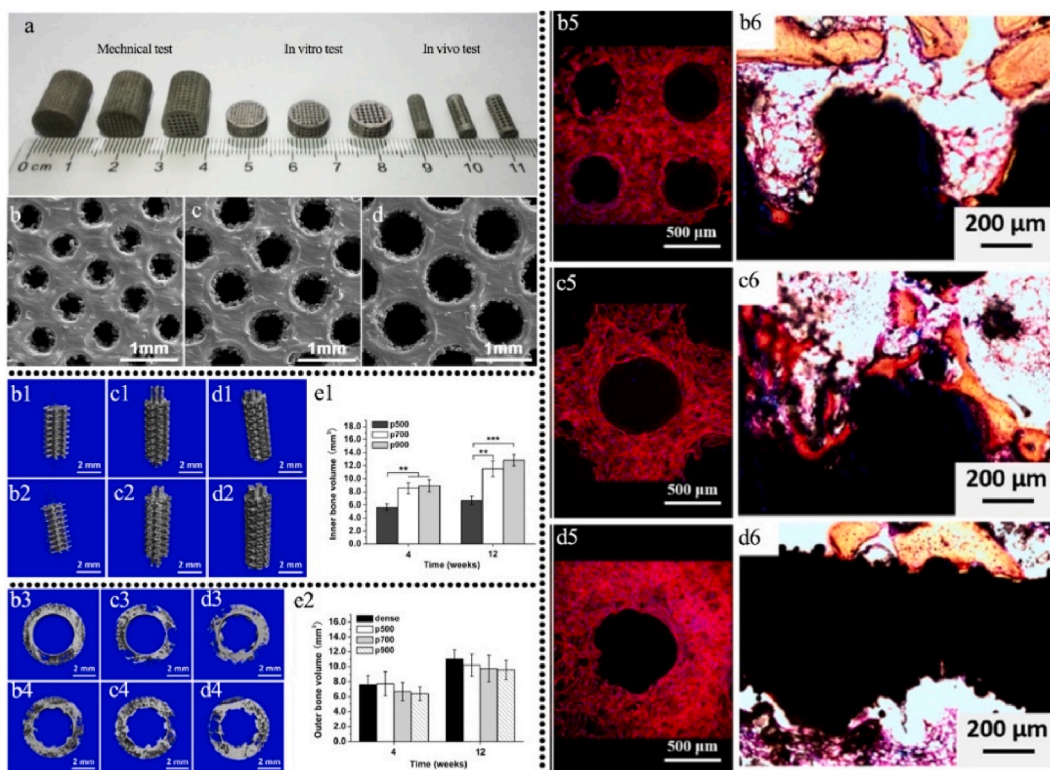 a
Mechnical test
In vitro test
In vivo test
0 cm 1 2 3 4 5 6 7 8 9 10 11
b
c
d
1mm
1mm
1mm
b1
c1
d1
2 mm
2 mm
2 mm
b2
c2
d2
2 mm
2 mm
2 mm
e1
Inner bone volume (mm³)
18.0
16.0
14.0
12.0
10.0
8.0
6.0
4.0
2.0
0.0
p500
p700
p900
**
**
***
4
12
Time (weeks)
b3
c3
d3
2 mm
2 mm
2 mm
b4
c4
d4
2 mm
2 mm
2 mm
e2
Outer bone volume (mm³)
18.0
16.0
14.0
12.0
10.0
8.0
6.0
4.0
2.0
0.0
dense
p500
p700
p900
4
12
Time (weeks)
b5
500 μm
b6
200 μm
c5
500 μm
c6
200 μm
d5
500 μm
d6
200 μm